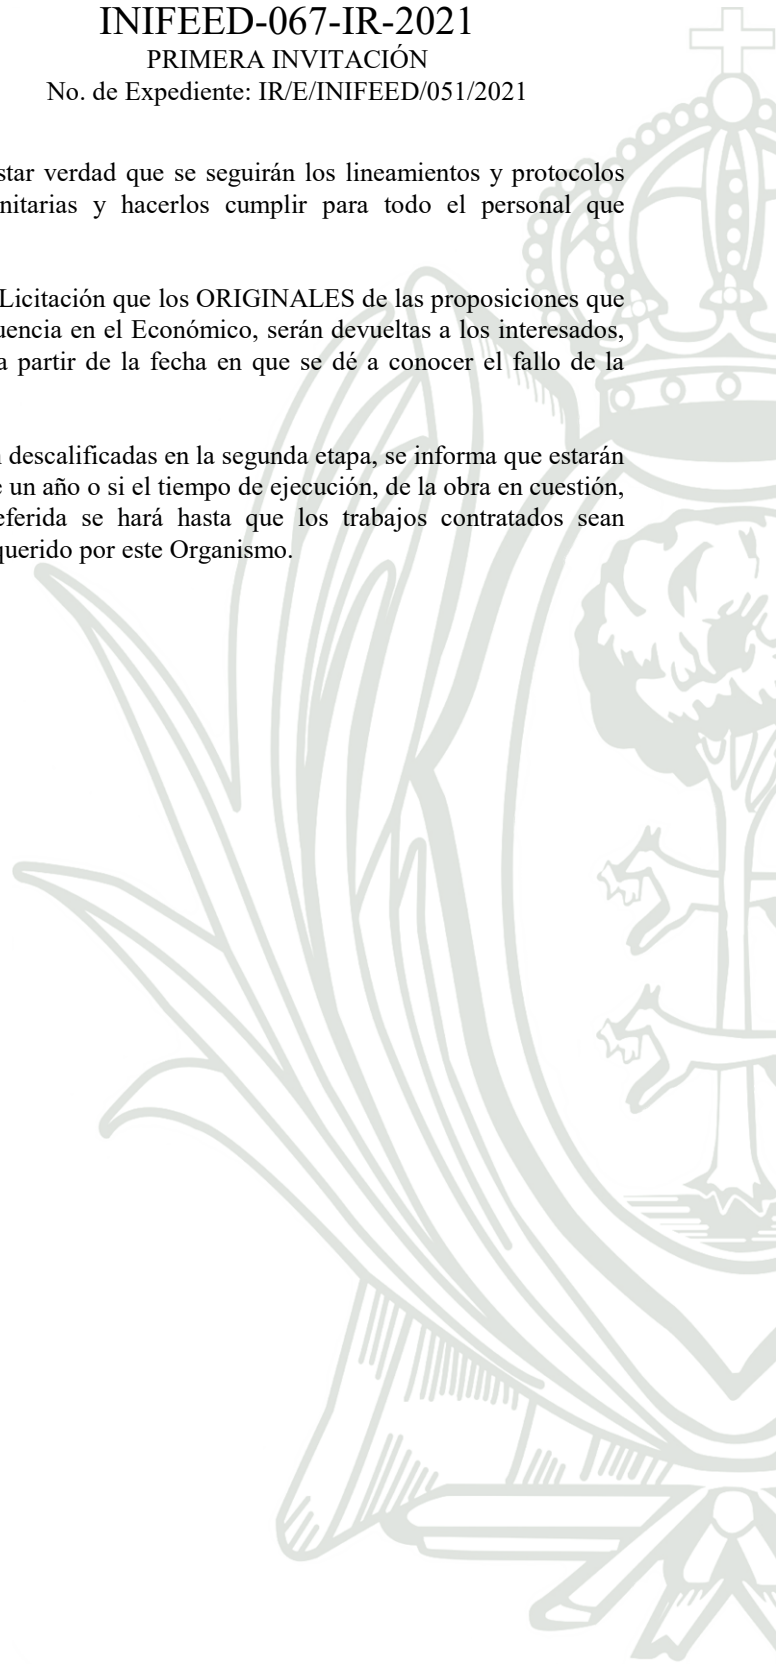 INIFEED-067-IR-2021
PRIMERA INVITACIÓN
No. de Expediente: IR/E/INIFEED/051/2021
star verdad que se seguirán los lineamientos y protocolos
nitarias y hacerlos cumplir para todo el personal que
Licitación que los ORIGINALES de las proposiciones que
uencia en el Económico, serán devueltas a los interesados,
a partir de la fecha en que se dé a conocer el fallo de la
descalificadas en la segunda etapa, se informa que estarán
e un año o si el tiempo de ejecución, de la obra en cuestión,
eferida se hará hasta que los trabajos contratados sean
querido por este Organismo.